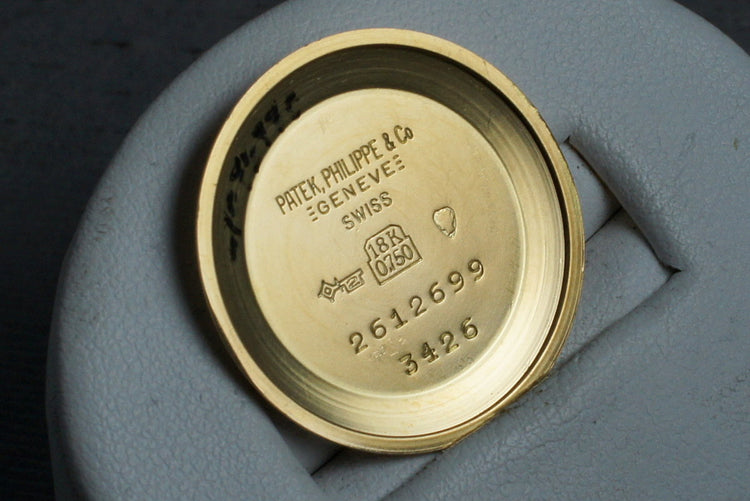 PATEK, PHILIPPE & Co
GENEVE
SWISS
18K
0,750
2612699
3426